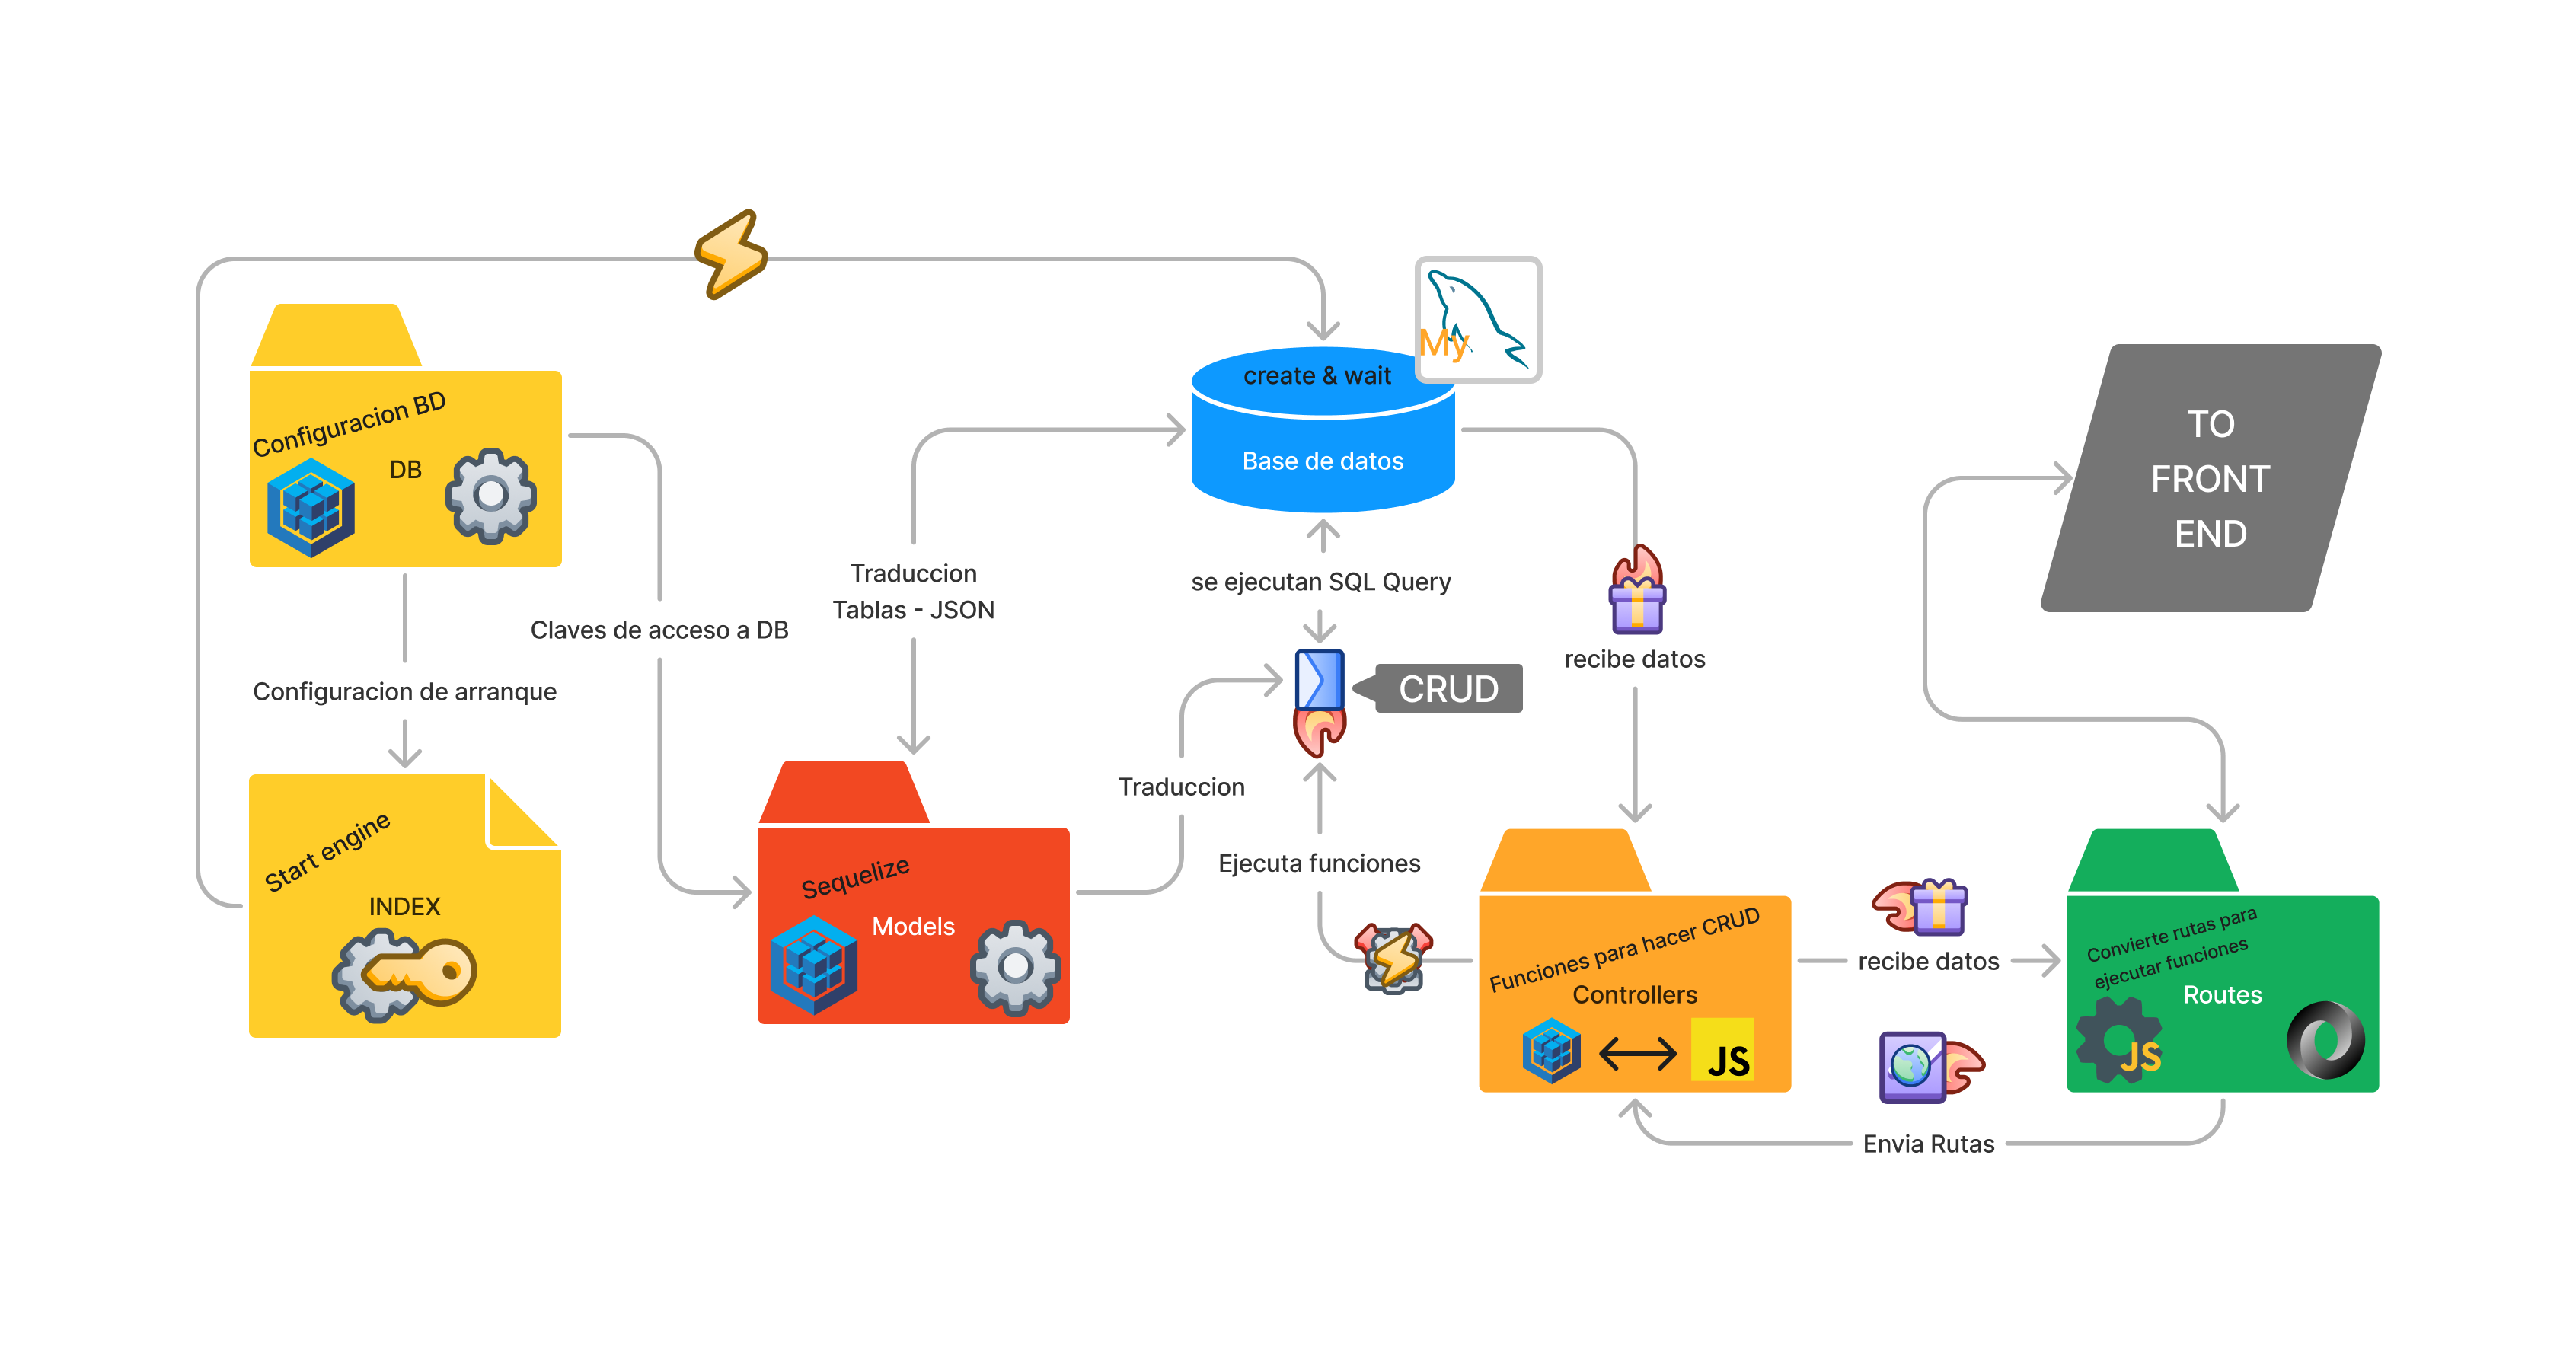 My
create & wait
Base de datos
TO
FRONT
END
Configuracion BD
DB
Traduccion
Tablas - JSON
se ejecutan SQL Query
Claves de acceso a DB
recibe datos
Configuracion de arranque
CRUD
Traduccion
Start engine
INDEX
Sequelize
Models
Ejecuta funciones
Funciones para hacer CRUD
Controllers
JS
recibe datos
Convierte rutas para
ejecutar funciones
Routes
JS
Envia Rutas